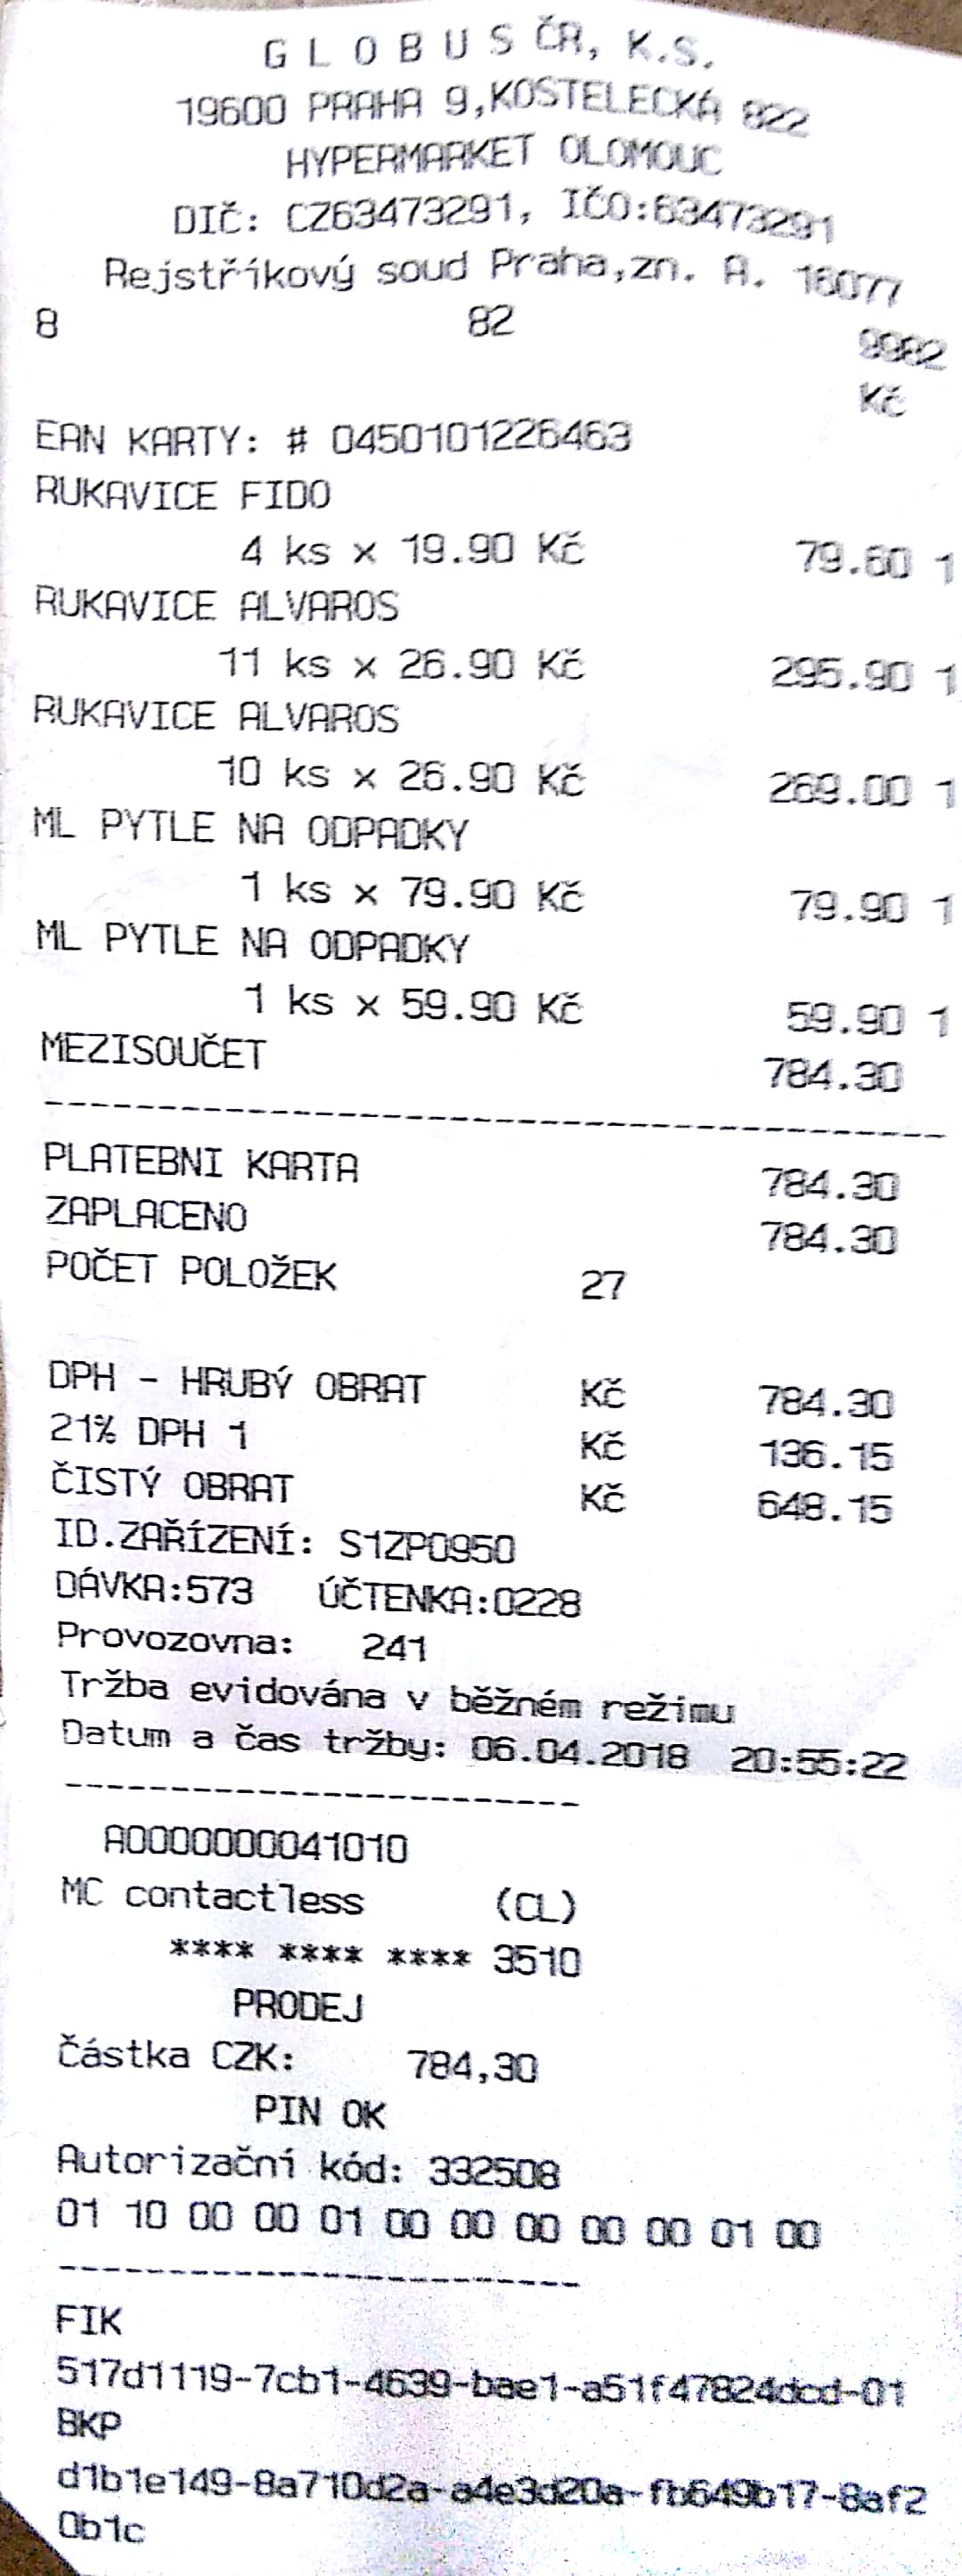 G L O B U S ČR, K.S.
19600 PRAHA 9,KOSTELECKÁ 822
HYPERMARKET OLOMOUC
DIČ: CZ63473291, IČO:63473291
Rejstříkový soud Praha,zn. A. 16077
8 82 9982
Kč
EAN KARTY: # 0450101226463
RUKAVICE FIDO
4 ks x 19.90 Kč 79.60 1
RUKAVICE ALVAROS
11 ks x 26.90 Kč 295.90 1
RUKAVICE ALVAROS
10 ks x 26.90 Kč 269.00 1
ML PYTLE NA ODPADKY
1 ks x 79.90 Kč 79.90 1
ML PYTLE NA ODPADKY
1 ks x 59.90 Kč 59.90 1
MEZISOUČET 784.30
------------------------------------------
PLATEBNI KARTA 784.30
ZAPLACENO 784.30
POČET POLOŽEK 27
DPH - HRUBÝ OBRAT Kč 784.30
21% DPH 1 Kč 136.15
ČISTÝ OBRAT Kč 648.15
ID.ZAŘÍZENÍ: S1ZP0950
DÁVKA:573 ÚČTENKA:0228
Provozovna: 241
Tržba evidována v běžném režimu
Datum a čas tržby: 06.04.2018 20:55:22
------------------------
A0000000041010
MC contactless (CL)
**** **** **** 3510
PRODEJ
Částka CZK: 784,30
PIN OK
Autorizační kód: 332508
01 10 00 00 01 00 00 00 00 00 01 00
------------------------
FIK
517d1119-7cb1-4639-bae1-a51f47824dcd-01
BKP
d1b1e149-8a710d2a-a4e3d20a-fb649b17-8af2
0b1c